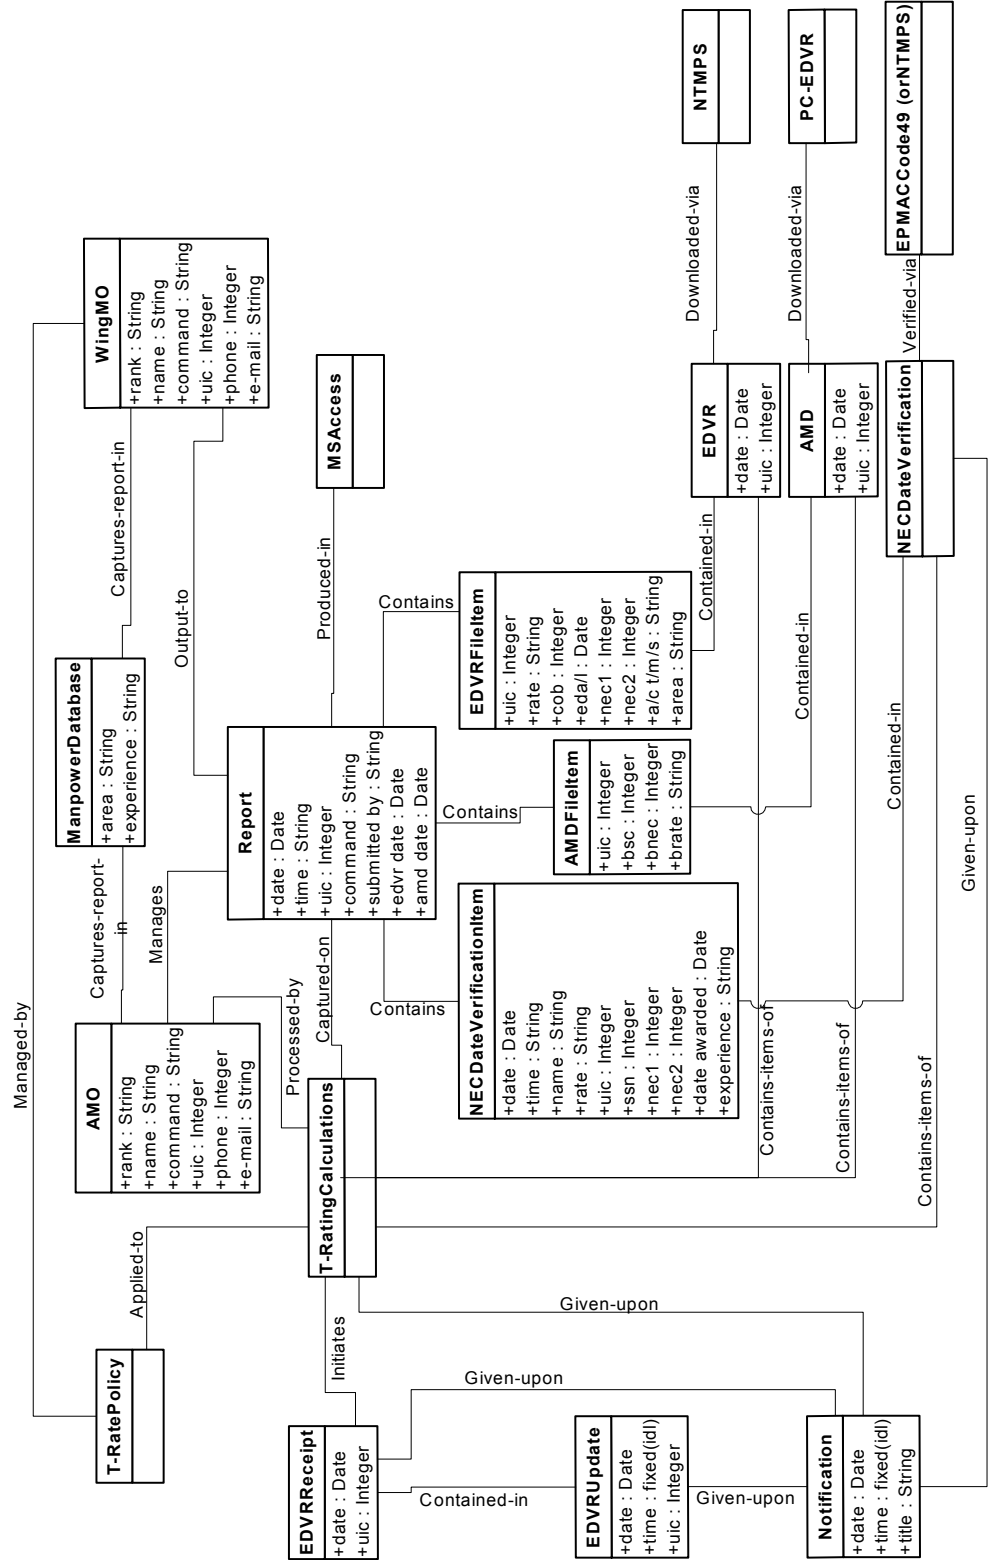 Managed-by
T-RatePolicy
Applied-to
AMO
+rank : String
+name : String
+command : String
+uic : Integer
+phone : Integer
+e-mail : String
Captures-report-
in
Manages
Processed-by
ManpowerDatabase
+area : String
+experience : String
Captures-report-in
Output-to
WingMO
+rank : String
+name : String
+command : String
+uic : Integer
+phone : Integer
+e-mail : String
EDVRReceipt
+date : Date
+uic : Integer
Initiates
T-RatingCalculations
Captured-on
Report
+date : Date
+time : String
+uic : Integer
+command : String
+submitted by : String
+edvr date : Date
+amd date : Date
Produced-in
MSAccess
Contains
Contains
Contains
Given-upon
Given-upon
Contained-in
NECDateVerificationItem
+date : Date
+time : String
+name : String
+rate : String
+uic : Integer
+ssn : Integer
+nec1 : Integer
+nec2 : Integer
+date awarded : Date
+experience : String
AMDFileItem
+uic : Integer
+bsc : Integer
+bnec : Integer
+brate : String
EDVRFileItem
+uic : Integer
+rate : String
+cob : Integer
+eda/l : Date
+nec1 : Integer
+nec2 : Integer
+a/c t/m/s : String
+area : String
EDVRUpdate
+date : Date
+time : fixed(idl)
+uic : Integer
Given-upon
Contained-in
EDVR
+date : Date
+uic : Integer
Downloaded-via
NTMPS
Contains-items-of
Contained-in
AMD
+date : Date
+uic : Integer
Downloaded-via
PC-EDVR
Notification
+date : Date
+time : fixed(idl)
+title : String
Contains-items-of
Contained-in
NECDateVerification
Verified-via
EPMACCode49 (orNTMPS)
Contains-items-of
Given-upon